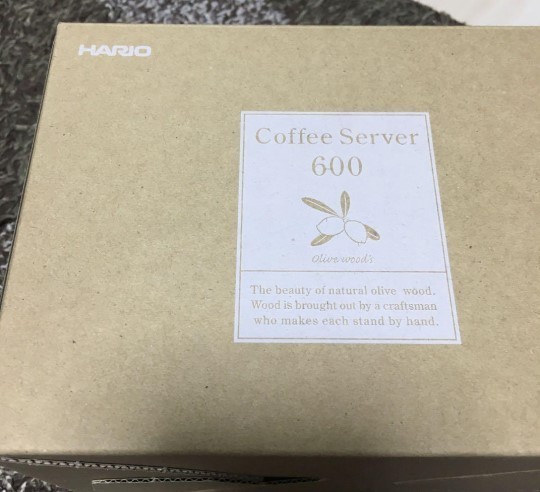 HARIO
Coffee Server
600
Olive wood's
The beauty of natural olive wood.
Wood is brought out by a craftsman
who makes each stand by hand.